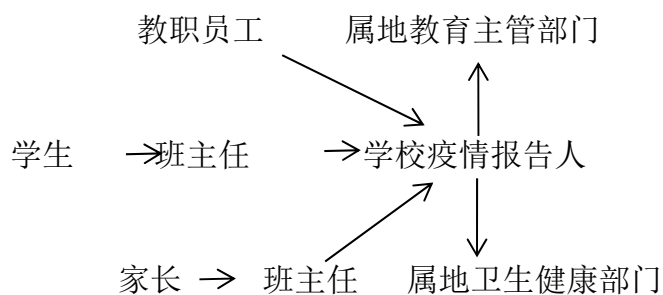 教职员工 属地教育主管部门
学生 班主任 学校疫情报告人
家长 班主任 属地卫生健康部门